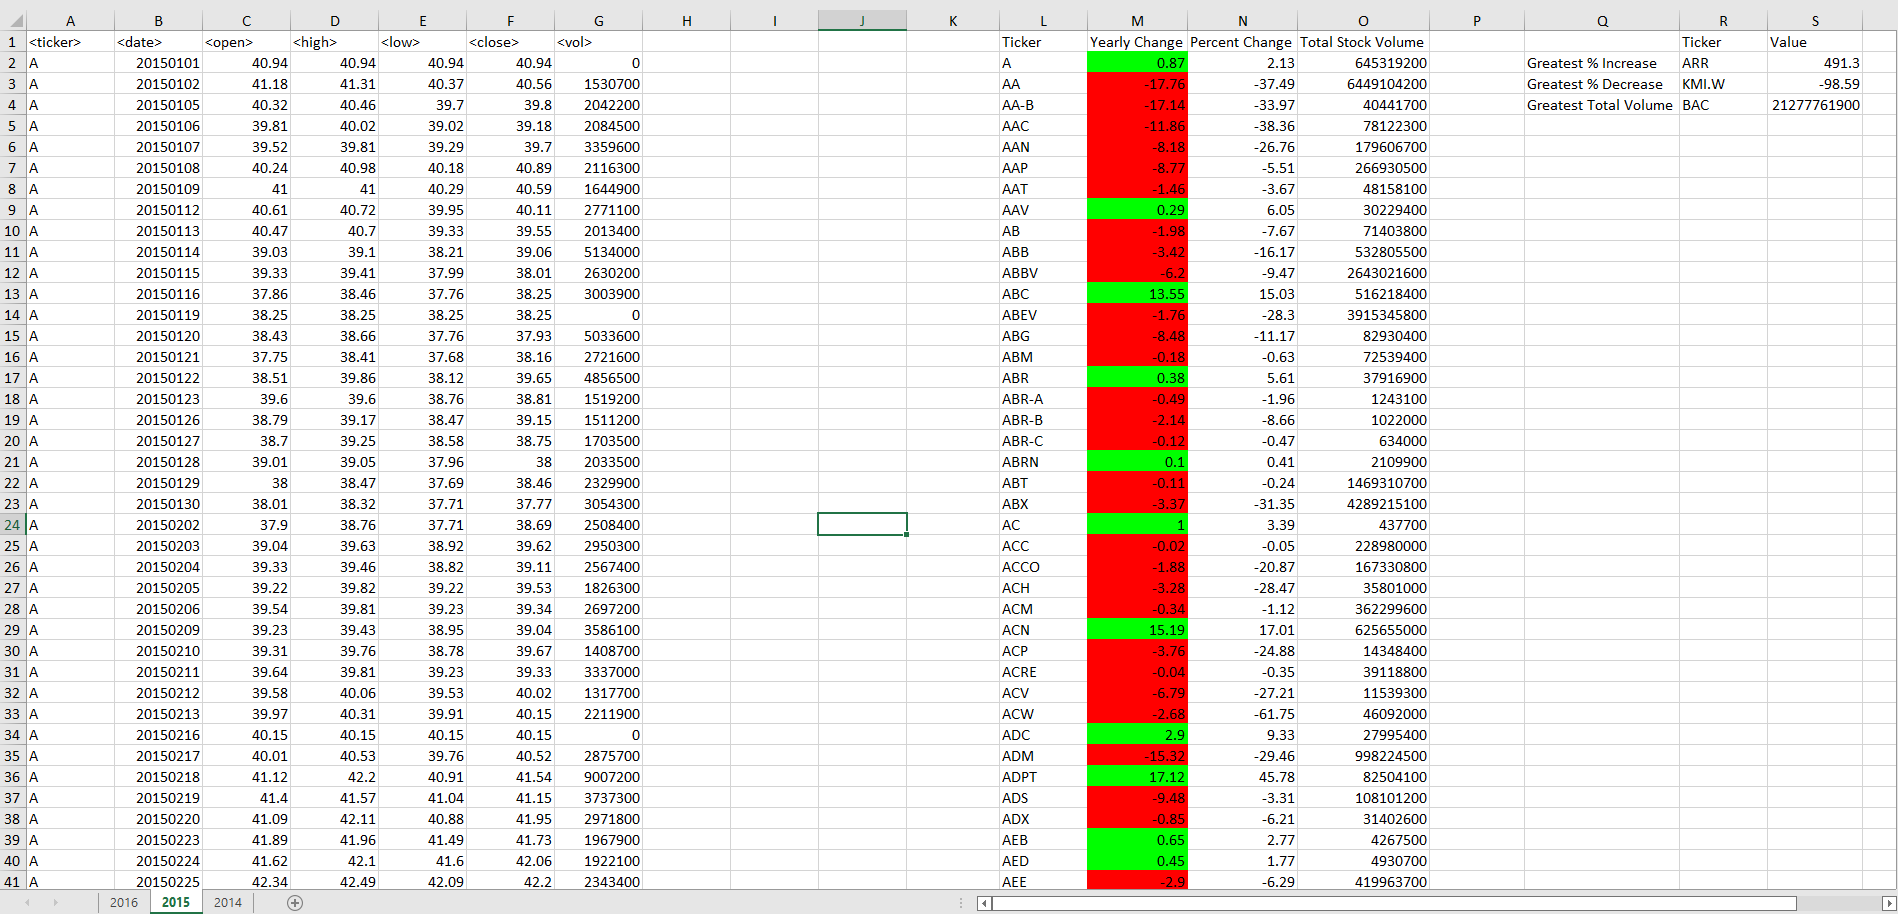 A B C D E F G H I J K L M N O P Q R S
1 <ticker> <date> <open> <high> <low> <close> <vol> Ticker Yearly Change Percent Change Total Stock Volume Ticker Value
2 A 20150101 40.94 40.94 40.94 40.94 0 A 0.87 2.13 645319200 Greatest % Increase ARR 491.3
3 A 20150102 41.18 41.31 40.37 40.56 1530700 AA -17.76 -37.49 6449104200 Greatest % Decrease KMI.W -98.59
4 A 20150105 40.32 40.46 39.7 39.8 2042200 AA-B -17.14 -33.97 40441700 Greatest Total Volume BAC 21277761900
5 A 20150106 39.81 40.02 39.02 39.18 2084500 AAC -11.86 -38.36 78122300
6 A 20150107 39.52 39.81 39.29 39.7 3359600 AAN -8.18 -26.76 179606700
7 A 20150108 40.24 40.98 40.18 40.89 2116300 AAP -8.77 -5.51 266930500
8 A 20150109 41 41 40.29 40.59 1644900 AAT -1.46 -3.67 48158100
9 A 20150112 40.61 40.72 39.95 40.11 2771100 AAV 0.29 6.05 30229400
10 A 20150113 40.47 40.7 39.33 39.55 2013400 AB -1.98 -7.67 71403800
11 A 20150114 39.03 39.1 38.21 39.06 5134000 ABB -3.42 -16.17 532805500
12 A 20150115 39.33 39.41 37.99 38.01 2630200 ABBV -6.2 -9.47 2643021600
13 A 20150116 37.86 38.46 37.76 38.25 3003900 ABC 13.55 15.03 516218400
14 A 20150119 38.25 38.25 38.25 38.25 0 ABEV -1.76 -28.3 3915345800
15 A 20150120 38.43 38.66 37.76 37.93 5033600 ABG -8.48 -11.17 82930400
16 A 20150121 37.75 38.41 37.68 38.16 2721600 ABM -0.18 -0.63 72539400
17 A 20150122 38.51 39.86 38.12 39.65 4856500 ABR 0.38 5.61 37916900
18 A 20150123 39.6 39.6 38.76 38.81 1519200 ABR-A -0.49 -1.96 1243100
19 A 20150126 38.79 39.17 38.47 39.15 1511200 ABR-B -2.14 -8.66 1022000
20 A 20150127 38.7 39.25 38.58 38.75 1703500 ABR-C -0.12 -0.47 634000
21 A 20150128 39.01 39.05 37.96 38 2033500 ABRN 0.1 0.41 2109900
22 A 20150129 38 38.47 37.69 38.46 2329900 ABT -0.11 -0.24 1469310700
23 A 20150130 38.01 38.32 37.71 37.77 3054300 ABX -3.37 -31.35 4289215100
24 A 20150202 37.9 38.76 37.71 38.69 2508400 AC 1 3.39 437700
25 A 20150203 39.04 39.63 38.92 39.62 2950300 ACC -0.02 -0.05 228980000
26 A 20150204 39.33 39.46 38.82 39.11 2567400 ACCO -1.88 -20.87 167330800
27 A 20150205 39.22 39.82 39.22 39.53 1826300 ACH -3.28 -28.47 35801000
28 A 20150206 39.54 39.81 39.23 39.34 2697200 ACM -0.34 -1.12 362299600
29 A 20150209 39.23 39.43 38.95 39.04 3586100 ACN 15.19 17.01 625655000
30 A 20150210 39.31 39.76 38.78 39.67 1408700 ACP -3.76 -24.88 14348400
31 A 20150211 39.64 39.81 39.23 39.33 3337000 ACRE -0.04 -0.35 39118800
32 A 20150212 39.58 40.06 39.53 40.02 1317700 ACV -6.79 -27.21 11539300
33 A 20150213 39.97 40.31 39.91 40.15 2211900 ACW -2.68 -61.75 46092000
34 A 20150216 40.15 40.15 40.15 40.15 0 ADC 2.9 9.33 27995400
35 A 20150217 40.01 40.53 39.76 40.52 2875700 ADM -15.32 -29.46 998224500
36 A 20150218 41.12 42.2 40.91 41.54 9007200 ADPT 17.12 45.78 82504100
37 A 20150219 41.4 41.57 41.04 41.15 3737300 ADS -9.48 -3.31 108101200
38 A 20150220 41.09 42.11 40.88 41.95 2971800 ADX -0.85 -6.21 31402600
39 A 20150223 41.89 41.96 41.49 41.73 1967900 AEB 0.65 2.77 4267500
40 A 20150224 41.62 42.1 41.6 42.06 1922100 AED 0.45 1.77 4930700
41 A 20150225 42.34 42.49 42.09 42.2 2343400 AEE -2.9 -6.29 419963700
2016 2015 2014